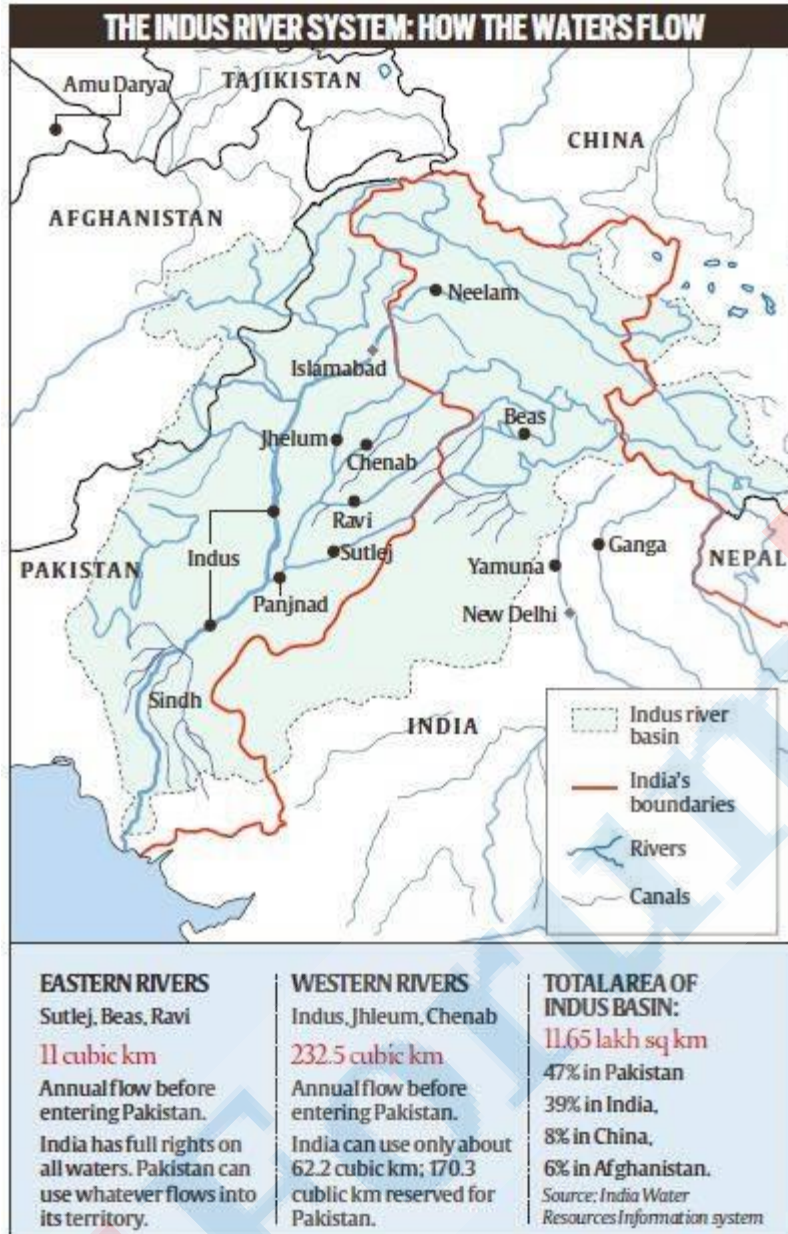 THE INDUS RIVER SYSTEM: HOW THE WATERS FLOW
Amu Darya
TAJIKISTAN
CHINA
AFGHANISTAN
Neelam
Islamabad
Beas
Jhelum
Chenab
Ravi
Indus
Sutlej
Ganga
PAKISTAN
Yamuna
NEPAL
Panjnad
New Delhi
Sindh
INDIA
Indus river
basin
India's
boundaries
Rivers
Canals
EASTERN RIVERS
Sutlej, Beas, Ravi
11 cubic km
Annual flow before
entering Pakistan.
India has full rights on
all waters. Pakistan can
use whatever flows into
its territory.
WESTERN RIVERS
Indus, Jhleum, Chenab
232.5 cubic km
Annual flow before
entering Pakistan.
India can use only about
62.2 cubic km; 170.3
cublic km reserved for
Pakistan.
TOTAL AREA OF
INDUS BASIN:
11.65 lakh sq km
47% in Pakistan
39% in India,
8% in China,
6% in Afghanistan.
Source: India Water
Resources Information system
Forum